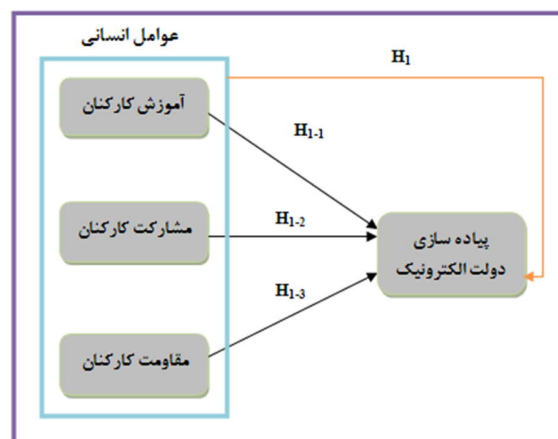 عوامل انسانی
H1
آموزش کارکنان
H1-1
مشارکت کارکنان
H1-2
پیاده سازی
دولت الکترونیک
H1-3
مقاومت کارکنان